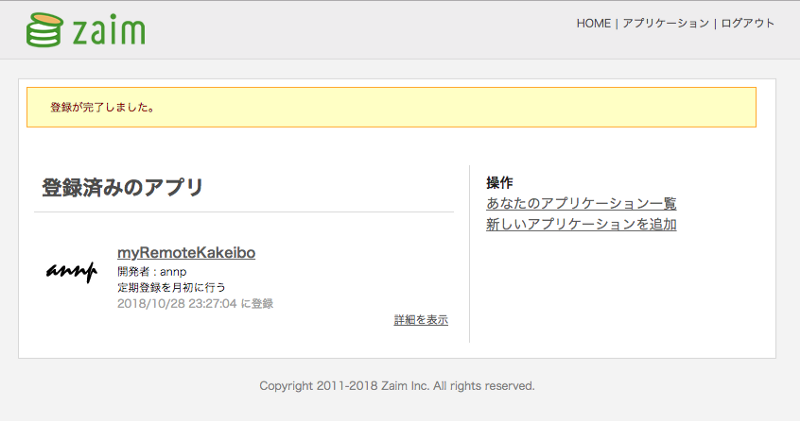 zaim
HOME | アプリケーション | ログアウト
登録が完了しました。
登録済みのアプリ
annp
myRemoteKakeibo
開発者 : annp
定期登録を月初に行う
2018/10/28 23:27:04 に登録
詳細を表示
操作
あなたのアプリケーション一覧
新しいアプリケーションを追加
Copyright 2011-2018 Zaim Inc. All rights reserved.